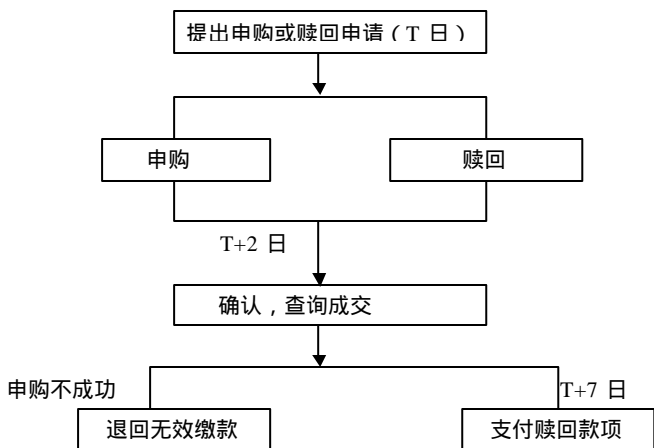 提出申购或赎回申请（T 日）
申购
赎回
T+2 日
确认，查询成交
申购不成功
T+7 日
退回无效缴款
支付赎回款项